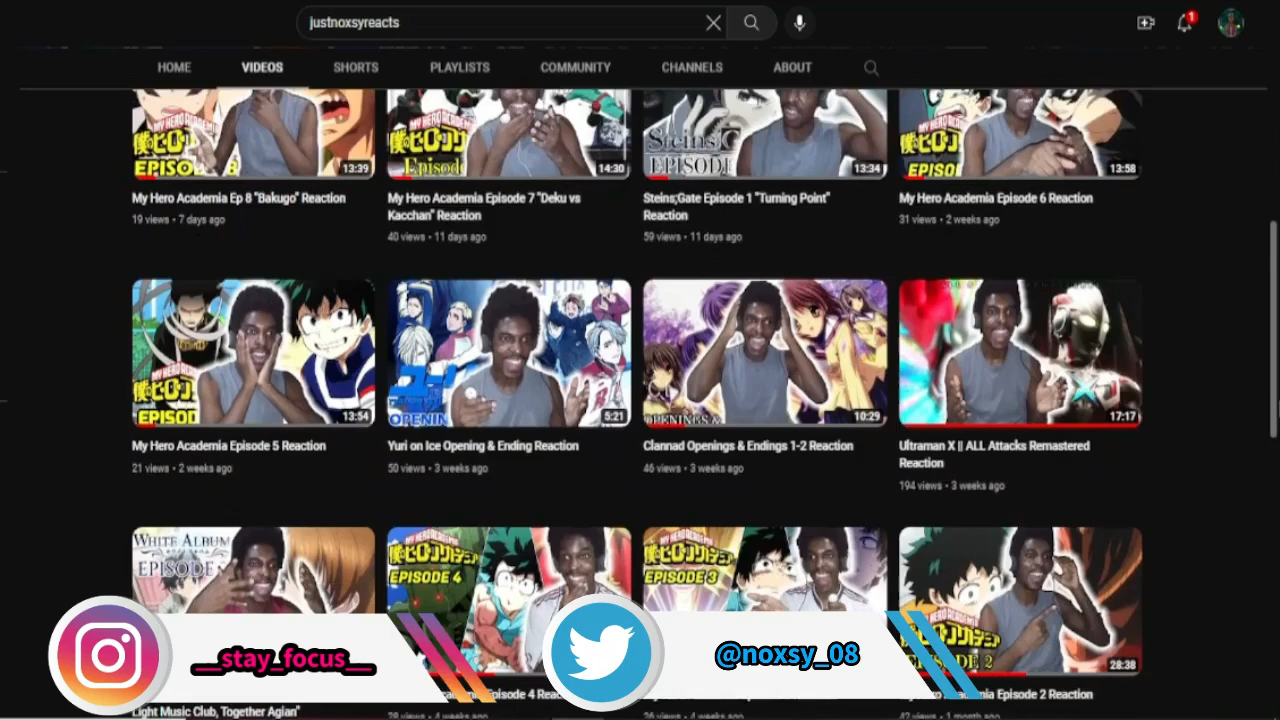 justnoxsyreacts
1
HOME VIDEOS SHORTS PLAYLISTS COMMUNITY CHANNELS ABOUT
13:39
14:30
13:34
13:58
My Hero Academia Ep 8 "Bakugo" Reaction
19 views • 7 days ago
My Hero Academia Episode 7 "Deku vs
Kacchan" Reaction
40 views • 11 days ago
Steins;Gate Episode 1 "Turning Point"
Reaction
59 views • 11 days ago
My Hero Academia Episode 6 Reaction
31 views • 2 weeks ago
13:54
OPENIN
5:21
OPENINGS &
10:29
17:17
My Hero Academia Episode 5 Reaction
21 views • 2 weeks ago
Yuri on Ice Opening & Ending Reaction
50 views • 3 weeks ago
Clannad Openings & Endings 1-2 Reaction
46 views • 3 weeks ago
Ultraman X || ALL Attacks Remastered
Reaction
194 views • 3 weeks ago
WHITE ALBUM
EPISODE
EPISODE 4
EPISODE 3
28:38
__stay_focus__
@noxsy_08
Light Music Club, Together Agian"
Academia Episode 2 Reaction